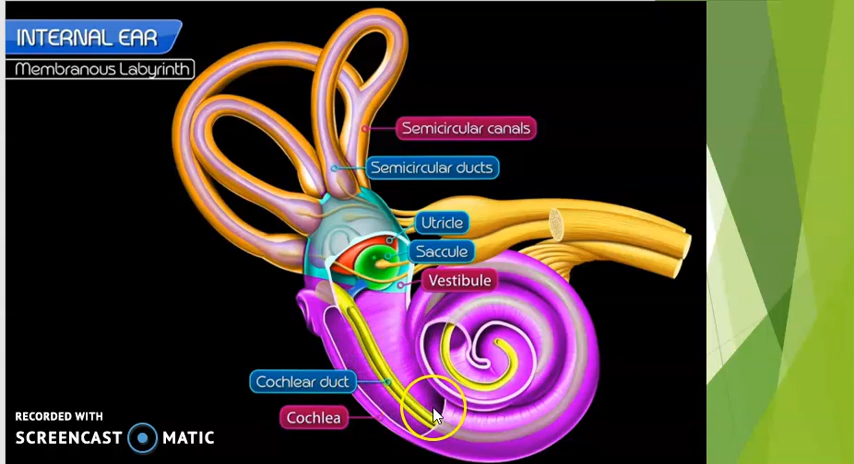 INTERNAL EAR
Membranous Labyrinth
Semicircular canals
Semicircular ducts
Utricle
Saccule
Vestibule
Cochlear duct
Cochlea
RECORDED WITH
SCREENCAST MATIC